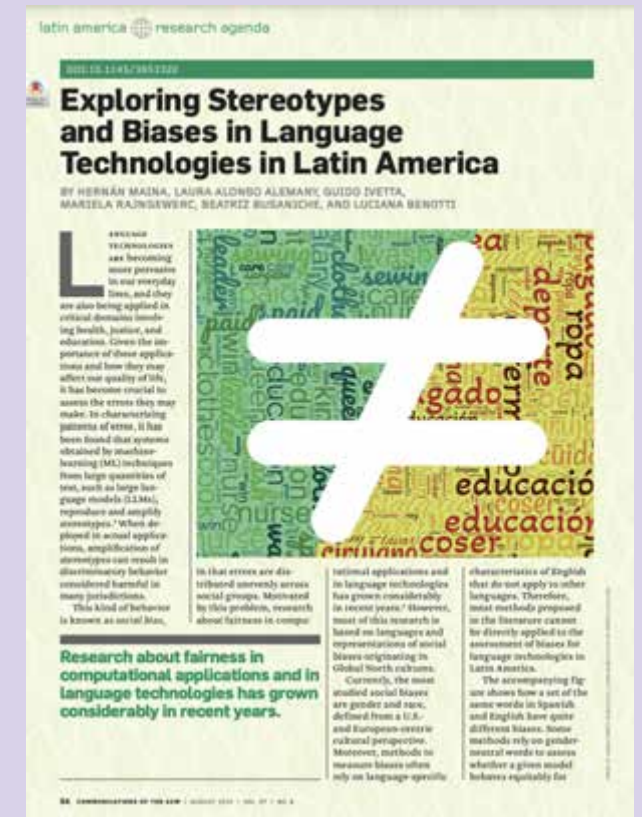 latin america research agenda
Exploring Stereotypes
and Biases in Language
Technologies in Latin America
BY HERNÁN MAINA, LAURA ALONSO ALEMANY, GUIDO IVETTA,
MARIELA RAJNGEWERC, BEATRIZ BUSANICHE, AND LUCIANA BENOTTI
LANGUAGE
TECHNOLOGIES
are becoming
more pervasive
in our everyday
lives, and they
are also being applied in
critical domains involv-
ing health, justice, and
education. Given the im-
portance of these applica-
tions and how they may
affect our quality of life,
it has become crucial to
assess the errors they may
make. In characterizing
patterns of error, it has
been found that systems
obtained by machine-
learning (ML) techniques
from large quantities of
text, such as large lan-
guage models (LLMs),
reproduce and amplify
stereotypes. When de-
ployed in actual applica-
tions, amplification of
stereotypes can result in
discriminatory behavior
considered harmful in
many jurisdictions.
This kind of behavior
is known as social bias,
in that errors are dis-
tributed unevenly across
social groups. Motivated
by this problem, research
about fairness in compu-
tational applications and
in language technologies
has grown considerably
in recent years. However,
most of this research is
based on languages and
representations of social
biases originating in
Global North cultures.
Currently, the most
studied social biases
are gender and race,
defined from a U.S.-
and European-centric
cultural perspective.
Moreover, methods to
measure biases often
rely on language-specific
characteristics of English
that do not apply to other
languages. Therefore,
most methods proposed
in the literature cannot
be directly applied to the
assessment of biases for
language technologies in
Latin America.
The accompanying fig-
ure shows how a set of the
same words in Spanish
and English have quite
different biases. Some
methods rely on gender-
neutral words to assess
whether a given model
behaves equitably for
Research about fairness in
computational applications and in
language technologies has grown
considerably in recent years.
leader
sewing
care
paid
win
clothes
nurse
queen
sewin
deporte
ropa
educació
educación
coser
cirujano
COMMUNICATIONS OF THE ACM | AUGUST 2024 | VOL. 67 | NO. 8